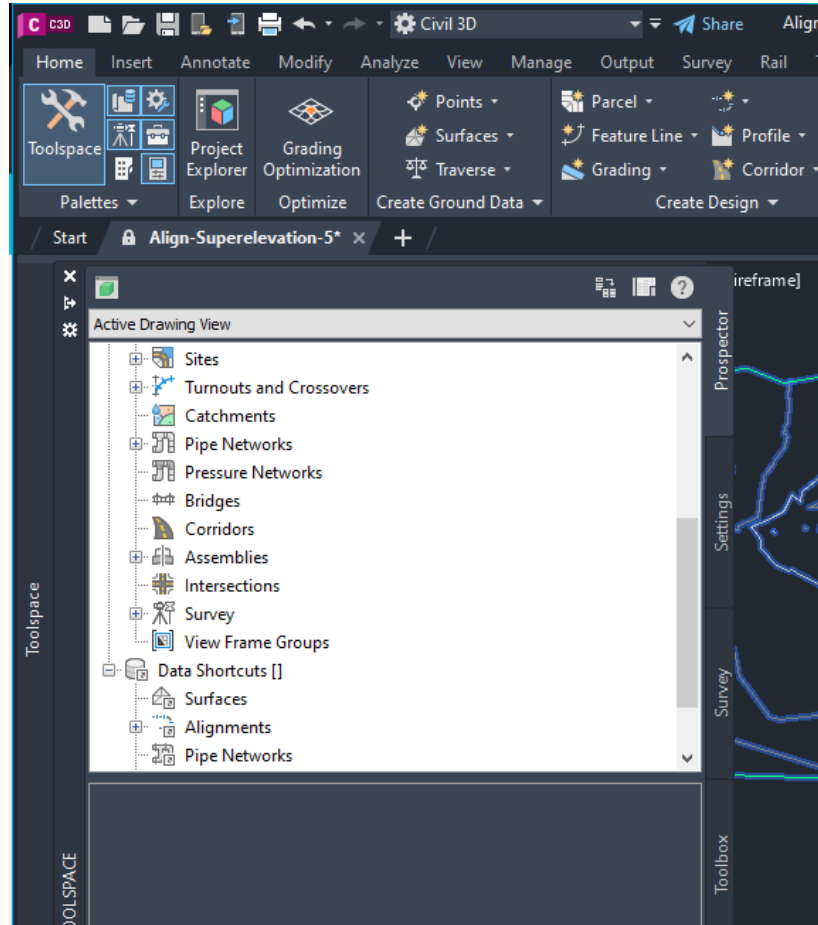 C C3D Civil 3D Share Align
Home Insert Annotate Modify Analyze View Manage Output Survey Rail
Points Parcel
Surfaces Feature Line Profile
Toolspace Project Explorer Grading Optimization Traverse Grading Corridor
Palettes Explore Optimize Create Ground Data Create Design
Start Align-Superelevation-5*
ireframe]
Active Drawing View
Sites
Turnouts and Crossovers
Catchments
Pipe Networks
Pressure Networks
Bridges
Corridors
Assemblies
Intersections
Survey
View Frame Groups
Data Shortcuts []
Surfaces
Alignments
Pipe Networks
Prospector
Settings
Survey
Toolbox
Toolspace
OOLSPACE